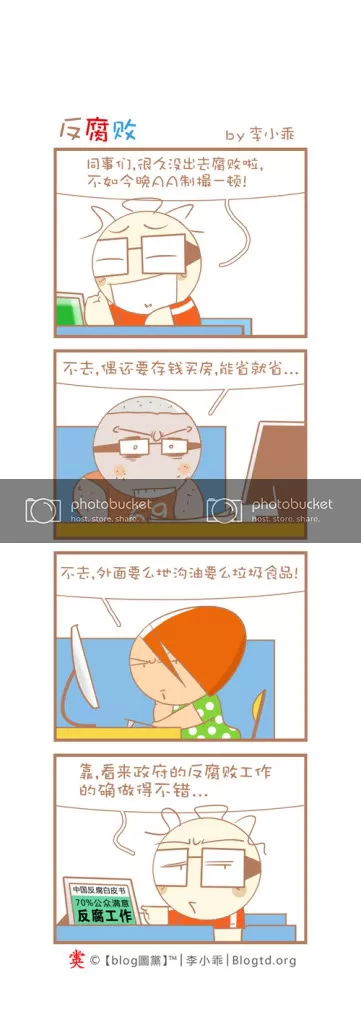 反腐败
by 李小乖
同事们,很久没出去腐败啦,
不如今晚AA制撮一顿!
不去,偶还要存钱买房,能省就省...
photobucket
host. store. share.
photobucket
host. store. share.
不去,外面要么地沟油要么垃圾食品!
靠,看来政府的反腐败工作
的确做得不错...
中国反腐白皮书
70%公众满意
反腐工作
©【blog圖黨】™|李小乖|Blogtd.org